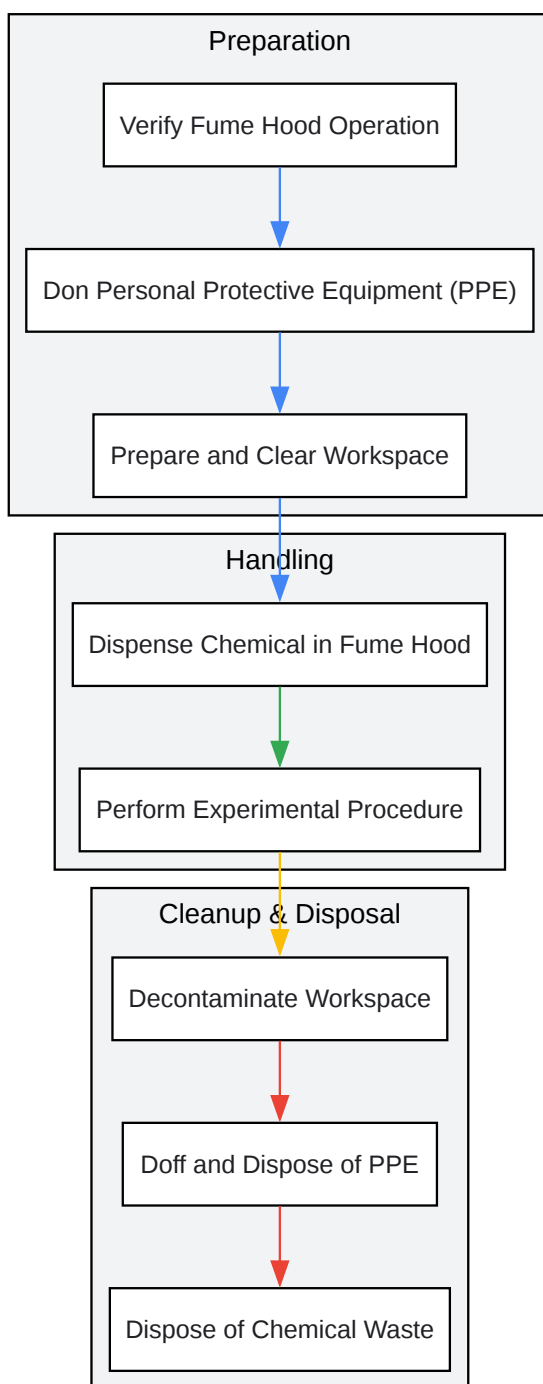 Preparation
Verify Fume Hood Operation
Don Personal Protective Equipment (PPE)
Prepare and Clear Workspace
Handling
Dispense Chemical in Fume Hood
Perform Experimental Procedure
Cleanup & Disposal
Decontaminate Workspace
Doff and Dispose of PPE
Dispose of Chemical Waste